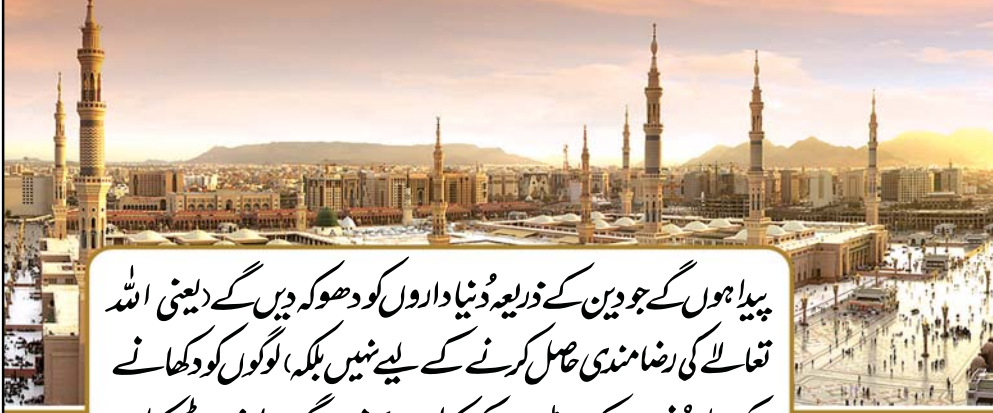 پیدا ہوں گے جو دین کے ذریعہ دُنیا داروں کو دھوکہ دیں گے (یعنی اللہ
تعالےٰ کی رضامندی حاصل کرنے کے لیے نہیں بلکہ) لوگوں کو دکھانے